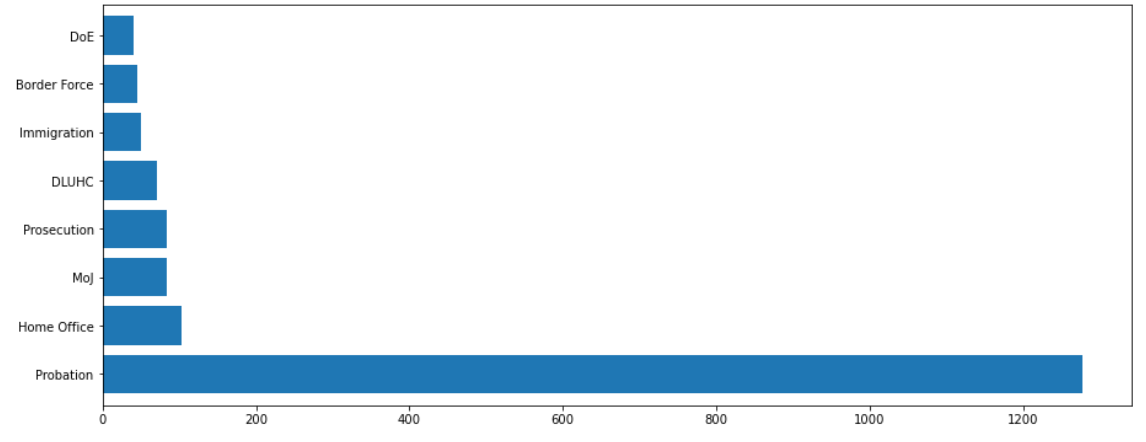 DoE
Border Force
Immigration
DLUHC
Prosecution
MoJ
Home Office
Probation
0 200 400 600 800 1000 1200